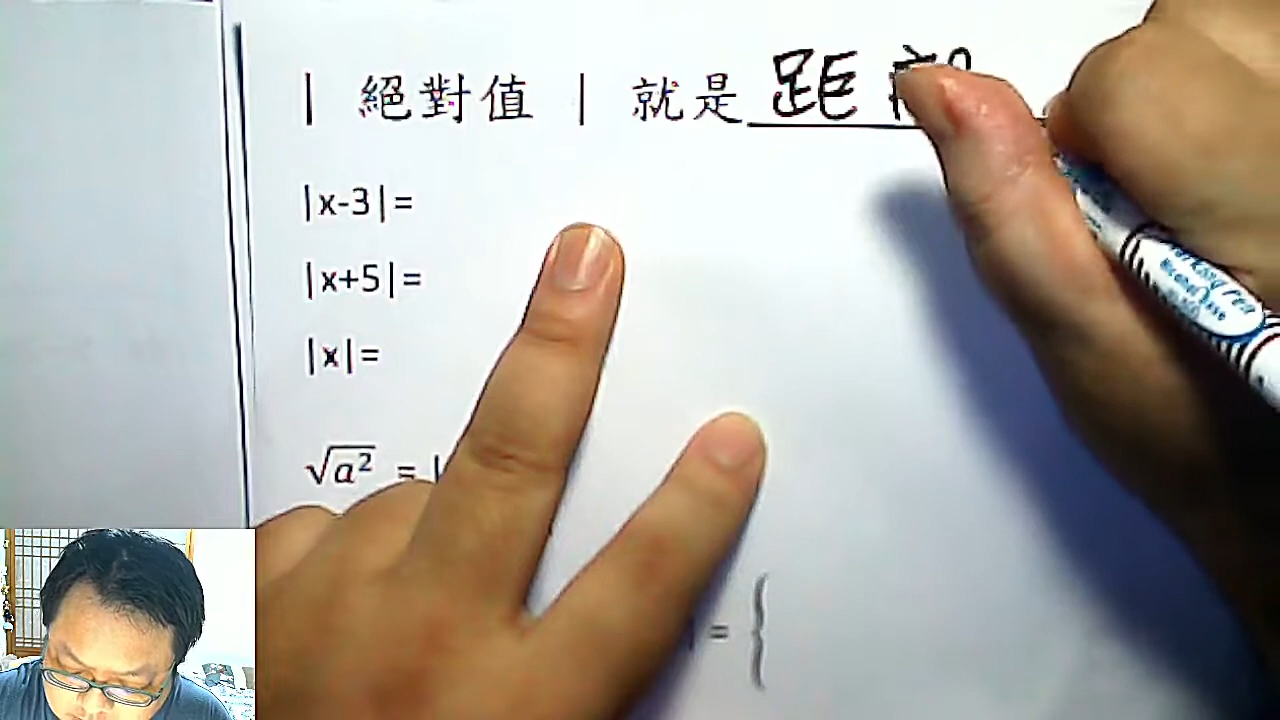 | 絕對值 | 就是距
|x-3|=
|x+5|=
|x|=
√a² = |
= {